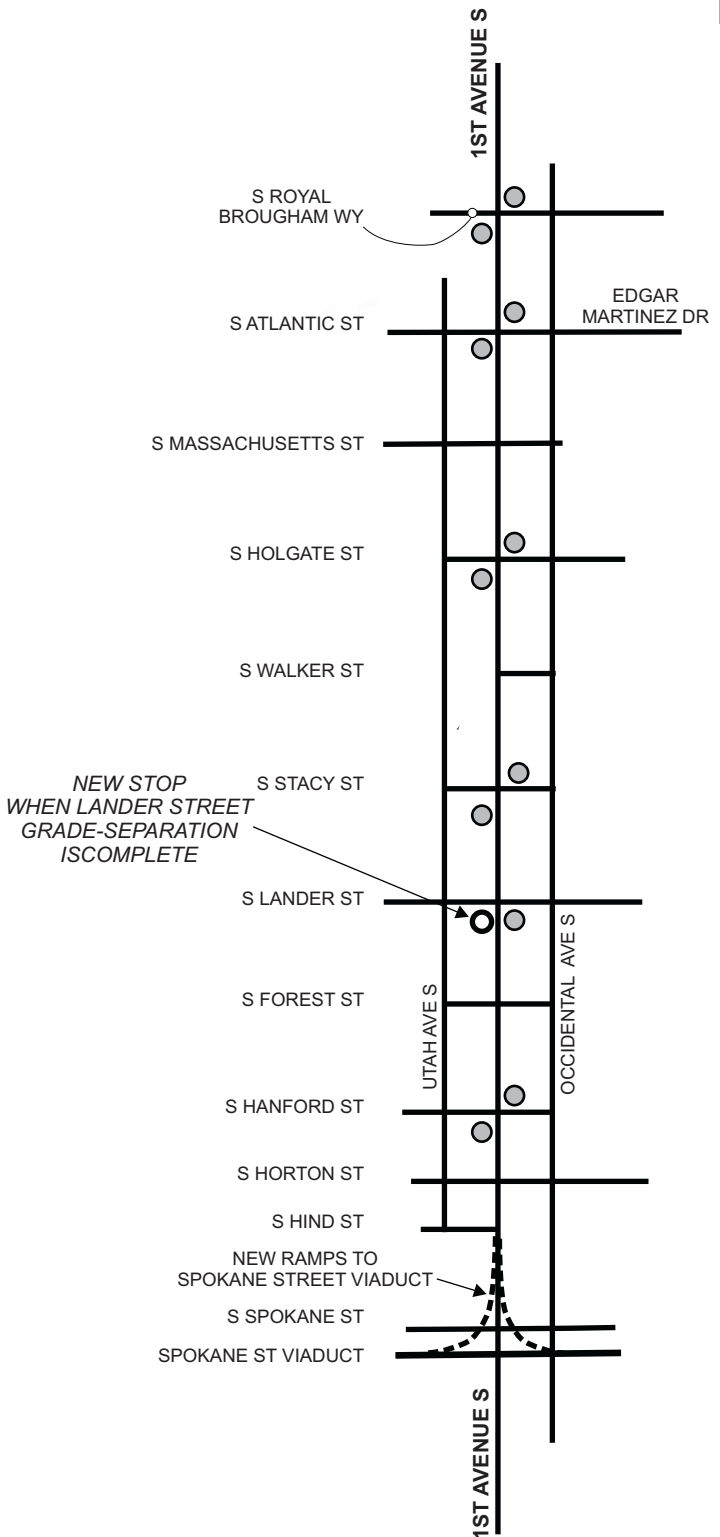 1ST AVENUE S
S ROYAL
BROUGHAM WY
EDGAR
MARTINEZ DR
S ATLANTIC ST
S MASSACHUSETTS ST
S HOLGATE ST
S WALKER ST
S STACY ST
NEW STOP
WHEN LANDER STREET
GRADE-SEPARATION
ISCOMPLETE
S LANDER ST
OCCIDENTAL AVE S
UTAH AVE S
S FOREST ST
S HANFORD ST
S HORTON ST
S HIND ST
NEW RAMPS TO
SPOKANE STREET VIADUCT
S SPOKANE ST
SPOKANE ST VIADUCT
1ST AVENUE S